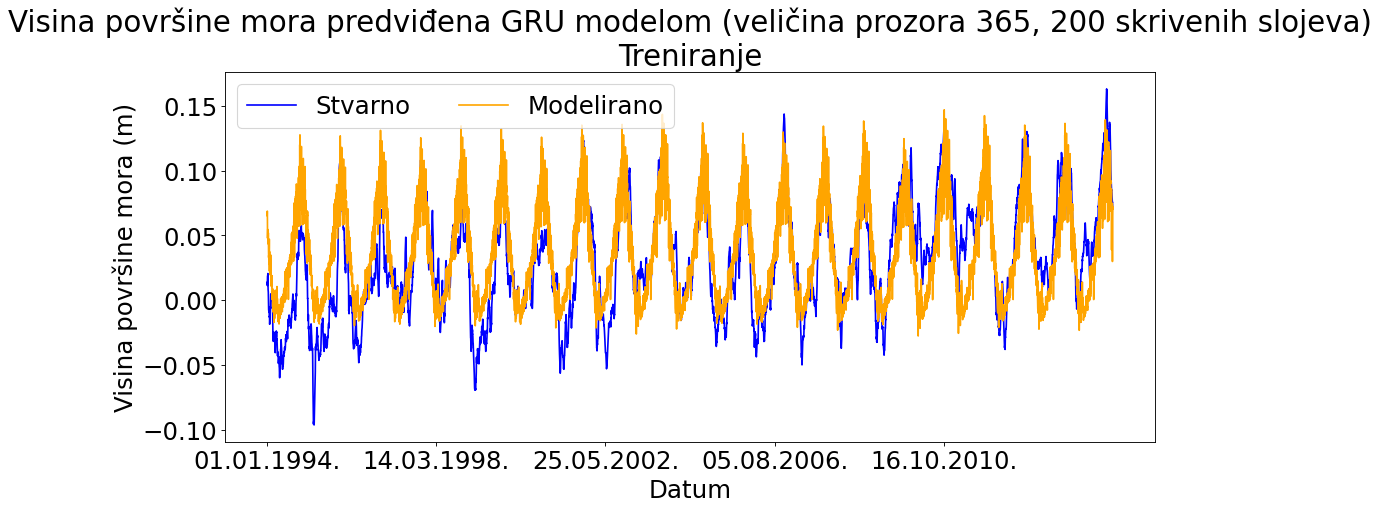 Visina površine mora predviđena GRU modelom (veličina prozora 365, 200 skrivenih slojeva)
Treniranje
Stvarno
Modelirano
Visina površine mora (m)
0.15
0.10
0.05
0.00
−0.05
−0.10
01.01.1994.
14.03.1998.
25.05.2002.
05.08.2006.
16.10.2010.
Datum